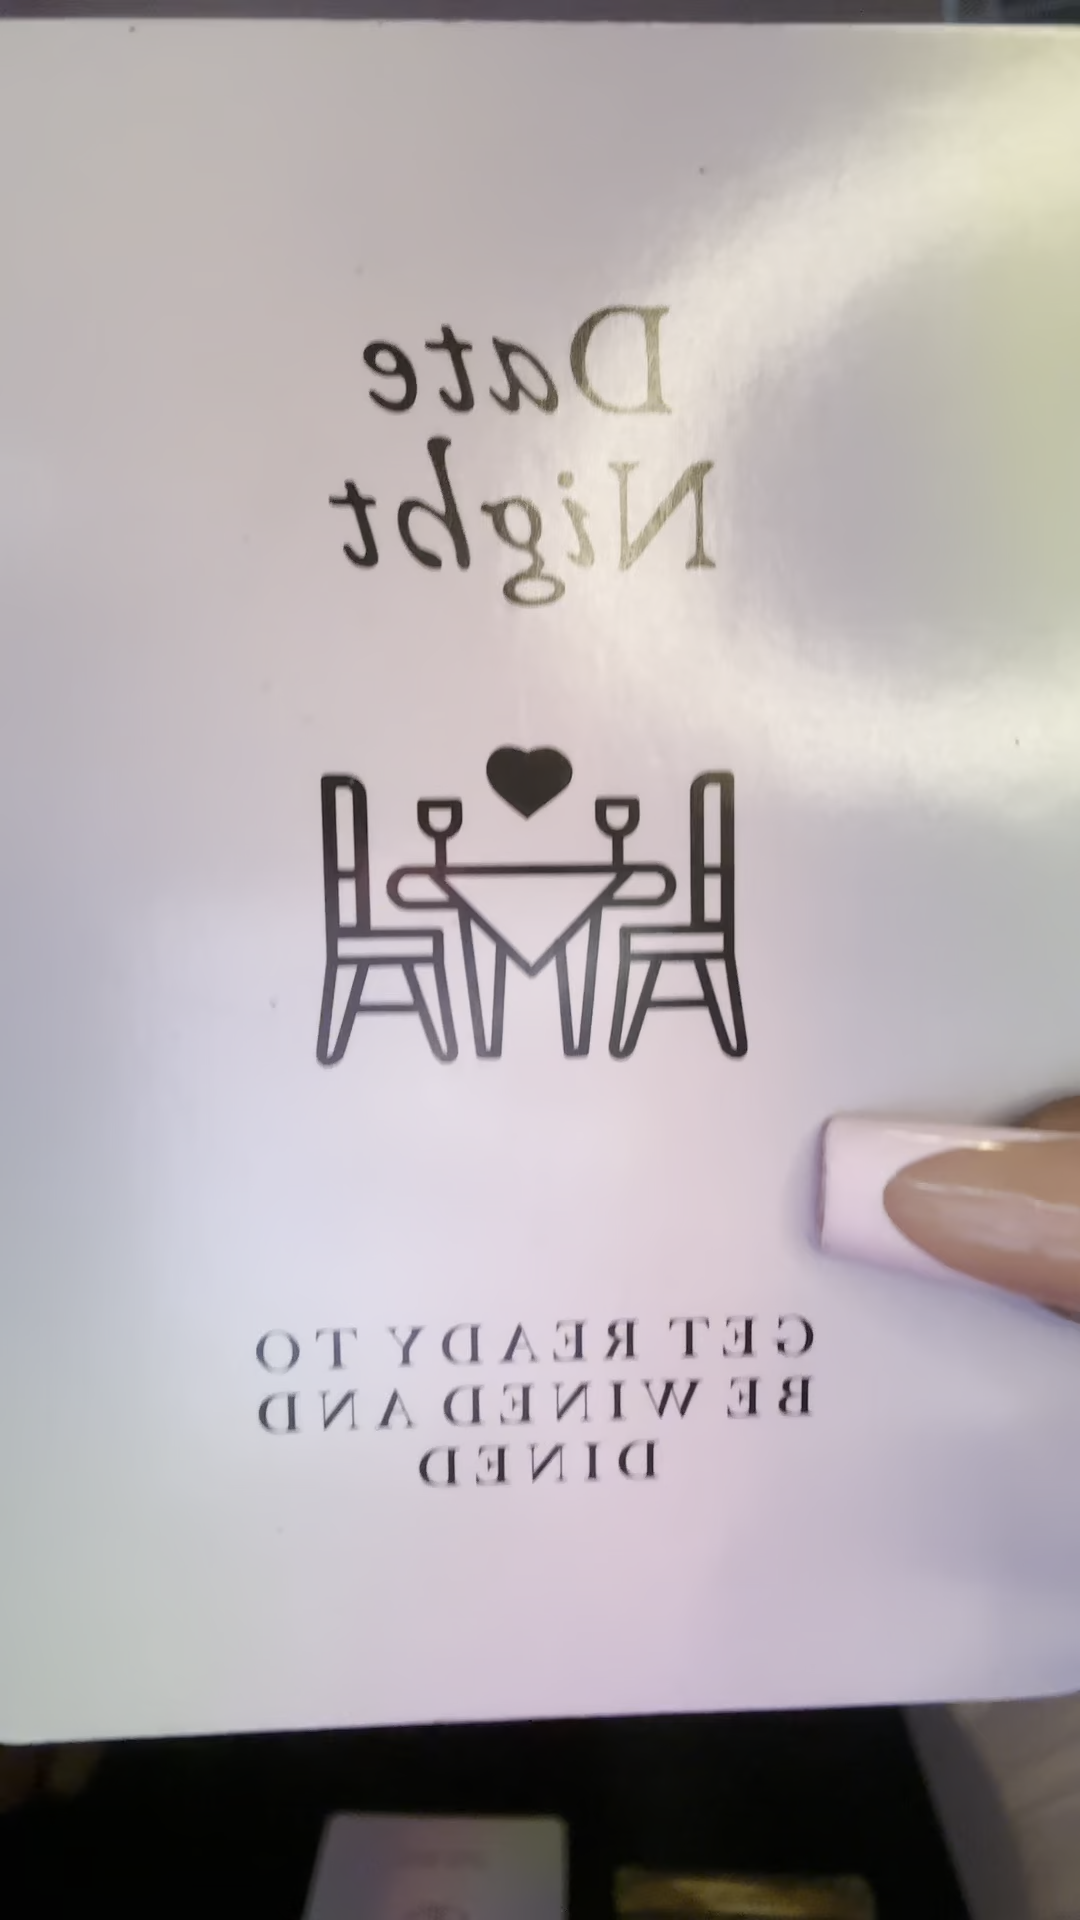 Date
Night
GET READY TO
BE WINED AND
DINED